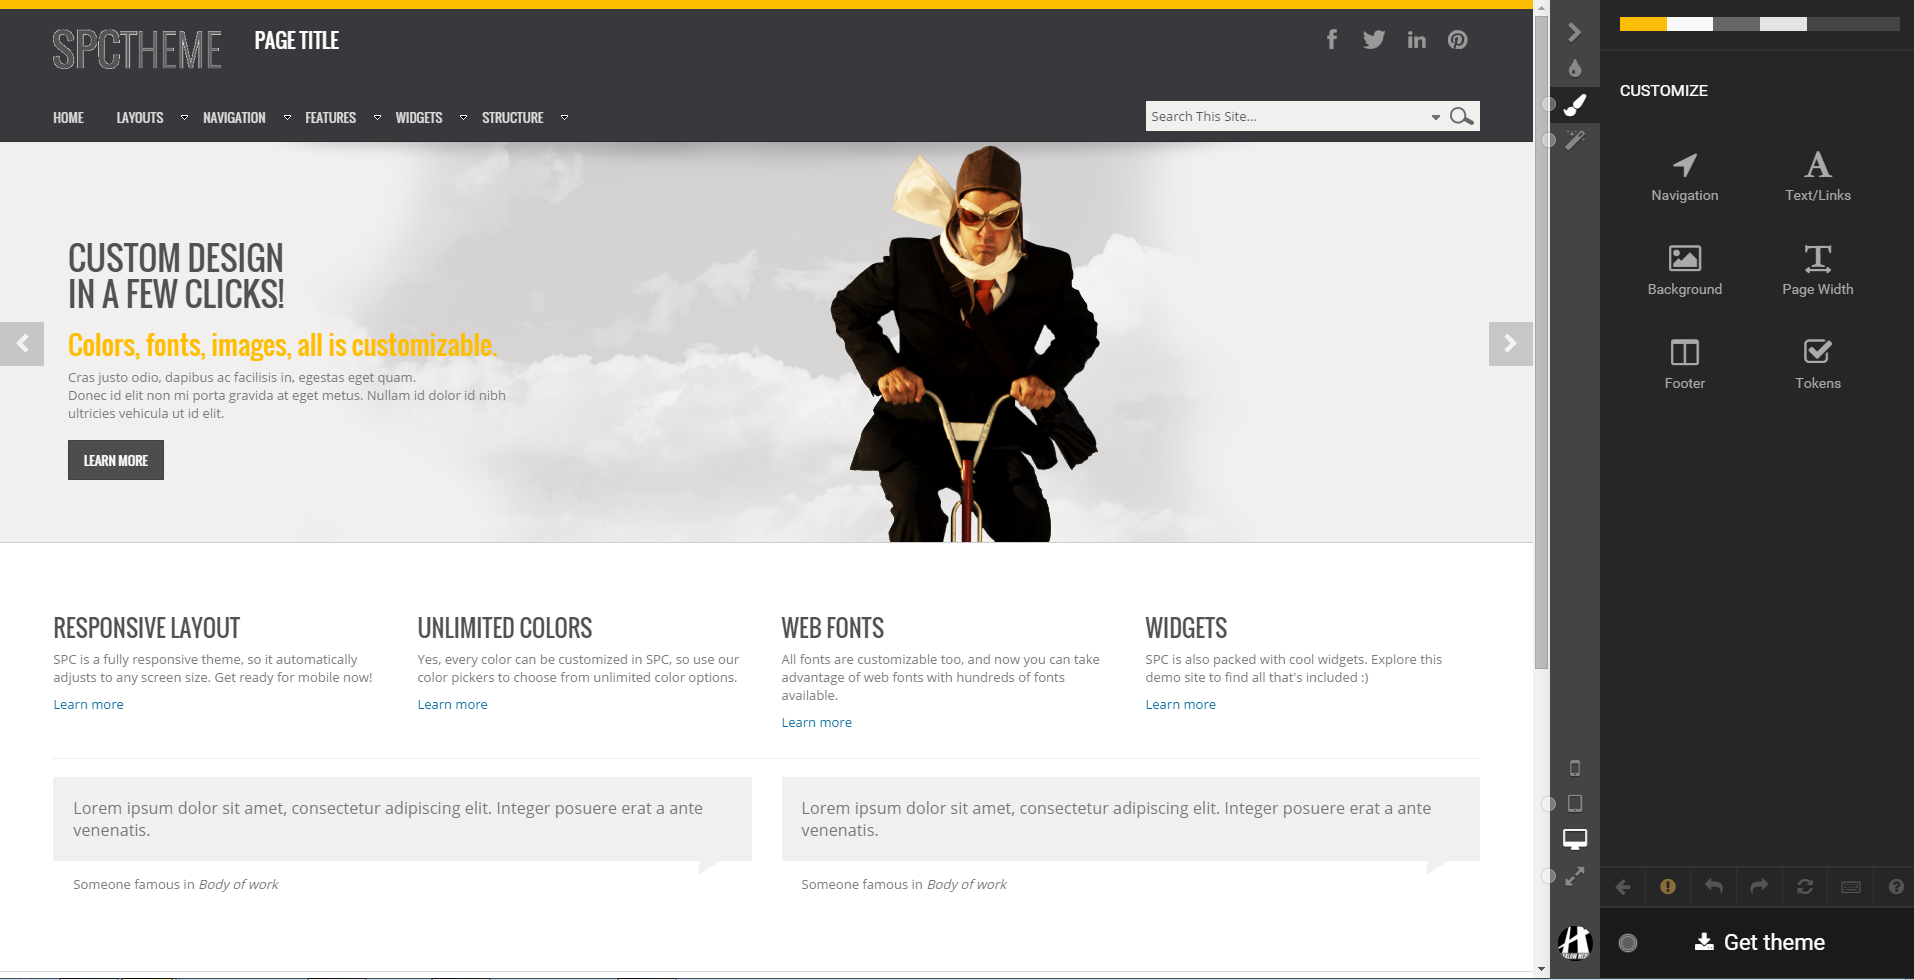 SPCTHEME
PAGE TITLE
HOME
LAYOUTS
NAVIGATION
FEATURES
WIDGETS
STRUCTURE
Search This Site...
CUSTOM DESIGN
IN A FEW CLICKS!
Colors, fonts, images, all is customizable.
Cras justo odio, dapibus ac facilisis in, egestas eget quam.
Donec id elit non mi porta gravida at eget metus. Nullam id dolor id nibh
ultricies vehicula ut id elit.
LEARN MORE
RESPONSIVE LAYOUT
SPC is a fully responsive theme, so it automatically
adjusts to any screen size. Get ready for mobile now!
Learn more
UNLIMITED COLORS
Yes, every color can be customized in SPC, so use our
color pickers to choose from unlimited color options.
Learn more
WEB FONTS
All fonts are customizable too, and now you can take
advantage of web fonts with hundreds of fonts
available.
Learn more
WIDGETS
SPC is also packed with cool widgets. Explore this
demo site to find all that's included :)
Learn more
Lorem ipsum dolor sit amet, consectetur adipiscing elit. Integer posuere erat a ante
venenatis.
Someone famous in Body of work
Lorem ipsum dolor sit amet, consectetur adipiscing elit. Integer posuere erat a ante
venenatis.
Someone famous in Body of work
CUSTOMIZE
Navigation
Text/Links
Background
Page Width
Footer
Tokens
Get theme